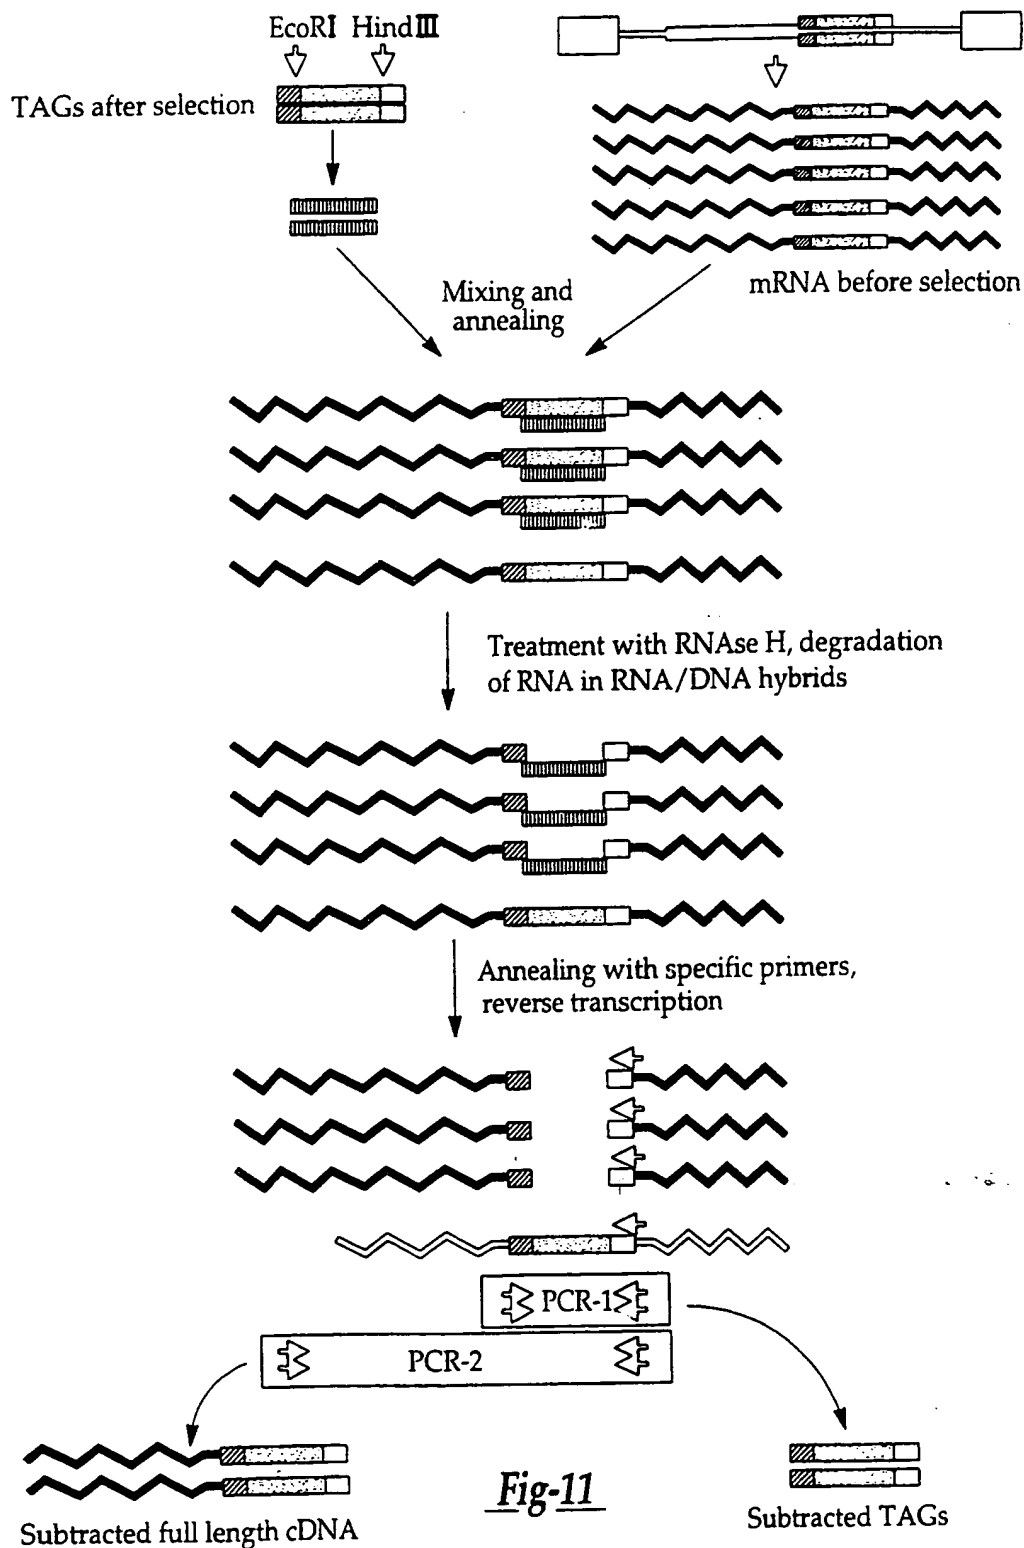 EcoRI HindIII
TAGs after selection
mRNA before selection
Mixing and
annealing
Treatment with RNAse H, degradation
of RNA in RNA/DNA hybrids
Annealing with specific primers,
reverse transcription
PCR-1
PCR-2
Subtracted full length cDNA
Fig-11
Subtracted TAGs